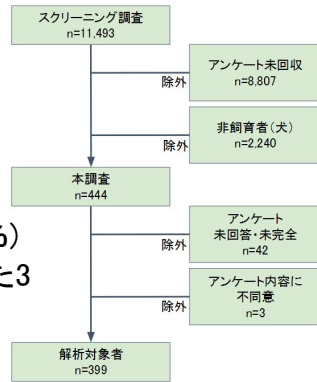 スクリーニング調査
n=11,493
アンケート未回収
n=8,807
除外
非飼育者(犬)
n=2,240
除外
本調査
n=444
アンケート
未回答・未完全
n=42
除外
%)
た3
アンケート内容に
不同意
n=3
除外
解析対象者
n=399